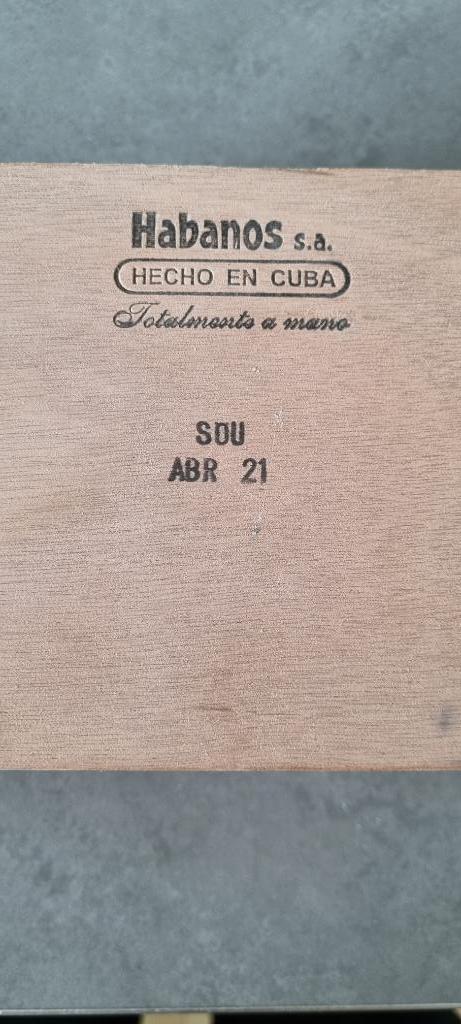 Habanos s.a.
HECHO EN CUBA
Totalmente a mano
SOU
ABR 21